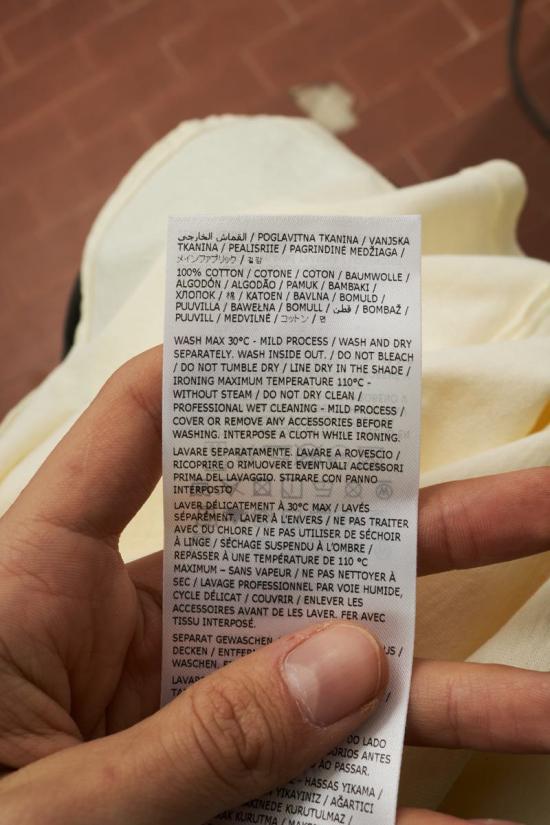 القماش الخارجي / POGLAVITNA TKANINA / VANJSKA
TKANINA / PEALISRIIE / PAGRINDINĖ MEDŽIAGA /
メインファブリック / 겉감
100% COTTON / COTONE / COTON / BAUMWOLLE /
ALGODÓN / ALGODÃO / PAMUK / ΒΑΜΒΑΚΙ /
ХЛОПОК / 棉 / KATOEN / BAVLNA / BOMULD /
PUUVILLA / BAWEŁNA / BOMULL / قطن / BOMBAŽ /
PUUVILL / MEDVILNĖ / コットン / 면
WASH MAX 30°C - MILD PROCESS / WASH AND DRY
SEPARATELY. WASH INSIDE OUT. / DO NOT BLEACH
/ DO NOT TUMBLE DRY / LINE DRY IN THE SHADE /
IRONING MAXIMUM TEMPERATURE 110°C -
WITHOUT STEAM / DO NOT DRY CLEAN /
PROFESSIONAL WET CLEANING - MILD PROCESS /
COVER OR REMOVE ANY ACCESSORIES BEFORE
WASHING. INTERPOSE A CLOTH WHILE IRONING.
LAVARE SEPARATAMENTE. LAVARE A ROVESCIO /
RICOPRIRE O RIMUOVERE EVENTUALI ACCESSORI
PRIMA DEL LAVAGGIO. STIRARE CON PANNO
INTERPOSTO
LAVER DÉLICATEMENT À 30°C MAX / LAVÉS
SÉPARÉMENT. LAVER À L'ENVERS / NE PAS TRAITER
AVEC DU CHLORE / NE PAS UTILISER DE SÉCHOIR
À LINGE / SÉCHAGE SUSPENDU À L'OMBRE /
REPASSER À UNE TEMPÉRATURE DE 110 °C
MAXIMUM – SANS VAPEUR / NE PAS NETTOYER À
SEC / LAVAGE PROFESSIONNEL PAR VOIE HUMIDE,
CYCLE DÉLICAT / COUVRIR / ENLEVER LES
ACCESSOIRES AVANT DE LES LAVER. FER AVEC
TISSU INTERPOSÉ.
SEPARAT GEWASCHEN
DECKEN / /
WASCHEN.
DO LADO
ANTES
AO PASSAR.
- HASSAS YIKAMA /
YIKAYINIZ / AĞARTICI
KURUTULMAZ /
KURUTMA /